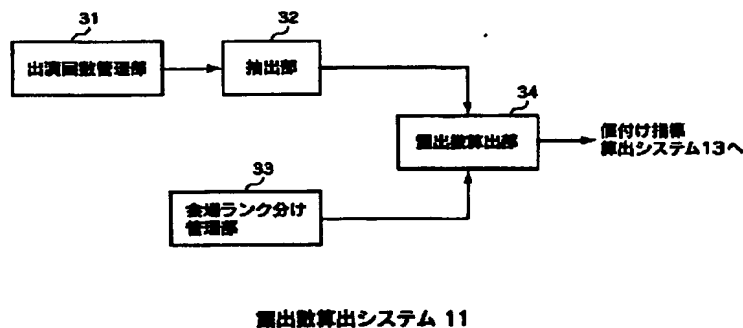 31
出演回数管理部
32
抽出部
34
露出数算出部
値付け指標
算出システム13へ
33
会場ランク分け
管理部
露出数算出システム 11